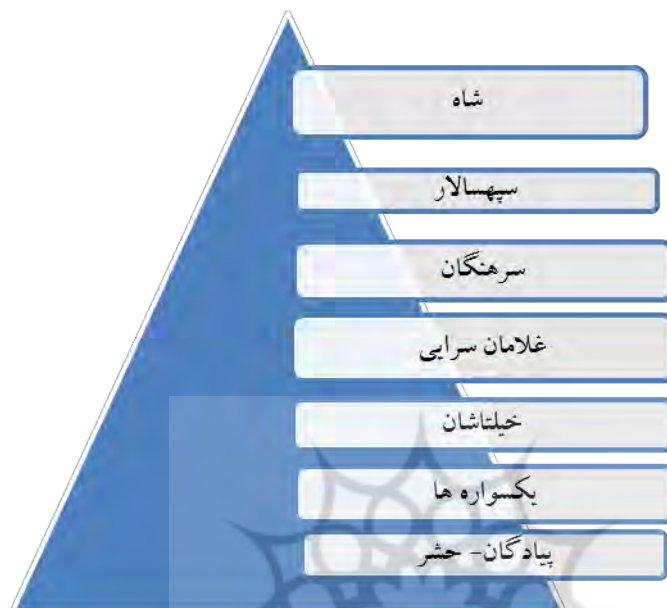 شاه
سپهسالار
سرهنگان
غلامان سرایی
خیلتاشان
یکسواره ها
پیادگان- حشر